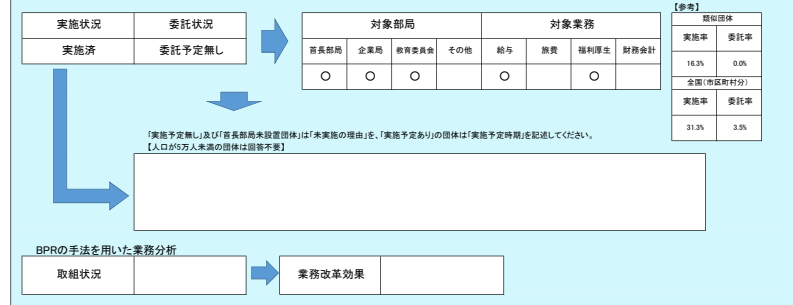 【参考】
実施状況 委託状況 対象部局 対象業務 類似団体
実施済 委託予定無し 首長部局 企業局 教育委員会 その他 給与 旅費 福利厚生 財務会計 実施率 委託率
○ ○ ○ ○ ○ 16.3% 0.0%
全国(市区町村分)
実施率 委託率
31.3% 3.5%
「実施予定無し」及び「首長部局未設置団体」は「未実施の理由」を、「実施予定あり」の団体は「実施予定時期」を記述してください。
【人口が5万人未満の団体は回答不要】
BPRの手法を用いた業務分析
取組状況 業務改革効果